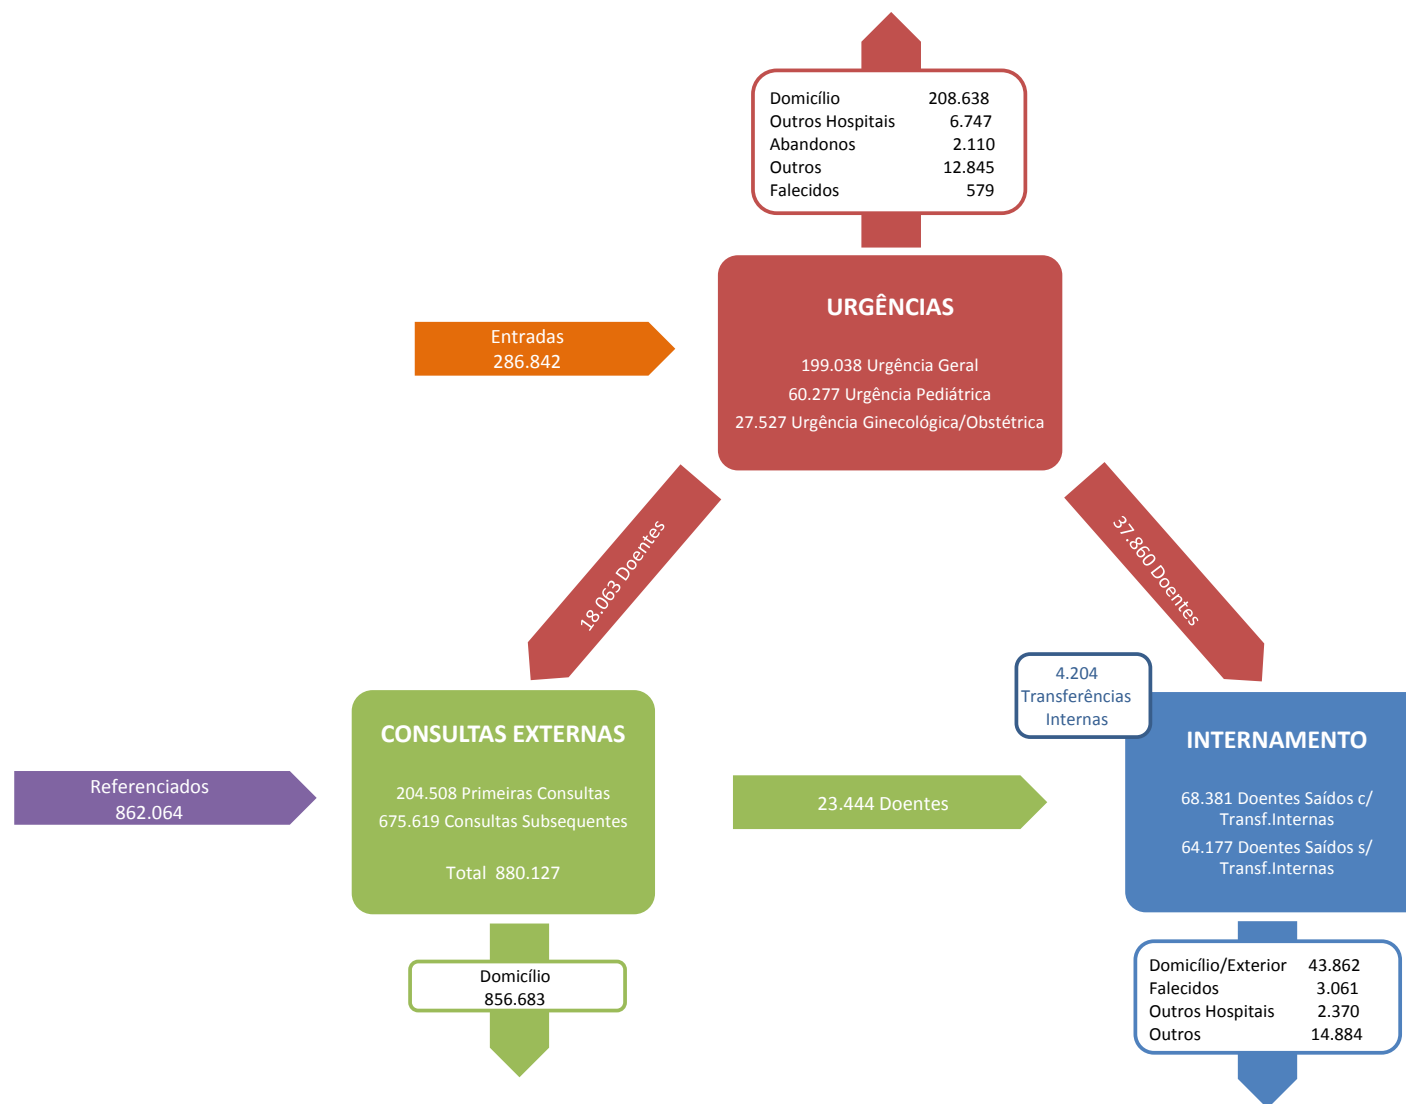 Domicílio 208.638
Outros Hospitais 6.747
Abandonos 2.110
Outros 12.845
Falecidos 579
URGÊNCIAS
199.038 Urgência Geral
60.277 Urgência Pediátrica
27.527 Urgência Ginecológica/Obstétrica
Entradas
286.842
18.063 Doentes
37.860 Doentes
4.204
Transferências
Internas
CONSULTAS EXTERNAS
204.508 Primeiras Consultas
675.619 Consultas Subsequentes
Total 880.127
Referenciados
862.064
23.444 Doentes
INTERNAMENTO
68.381 Doentes Saídos c/
Transf.Internas
64.177 Doentes Saídos s/
Transf.Internas
Domicílio
856.683
Domicílio/Exterior 43.862
Falecidos 3.061
Outros Hospitais 2.370
Outros 14.884